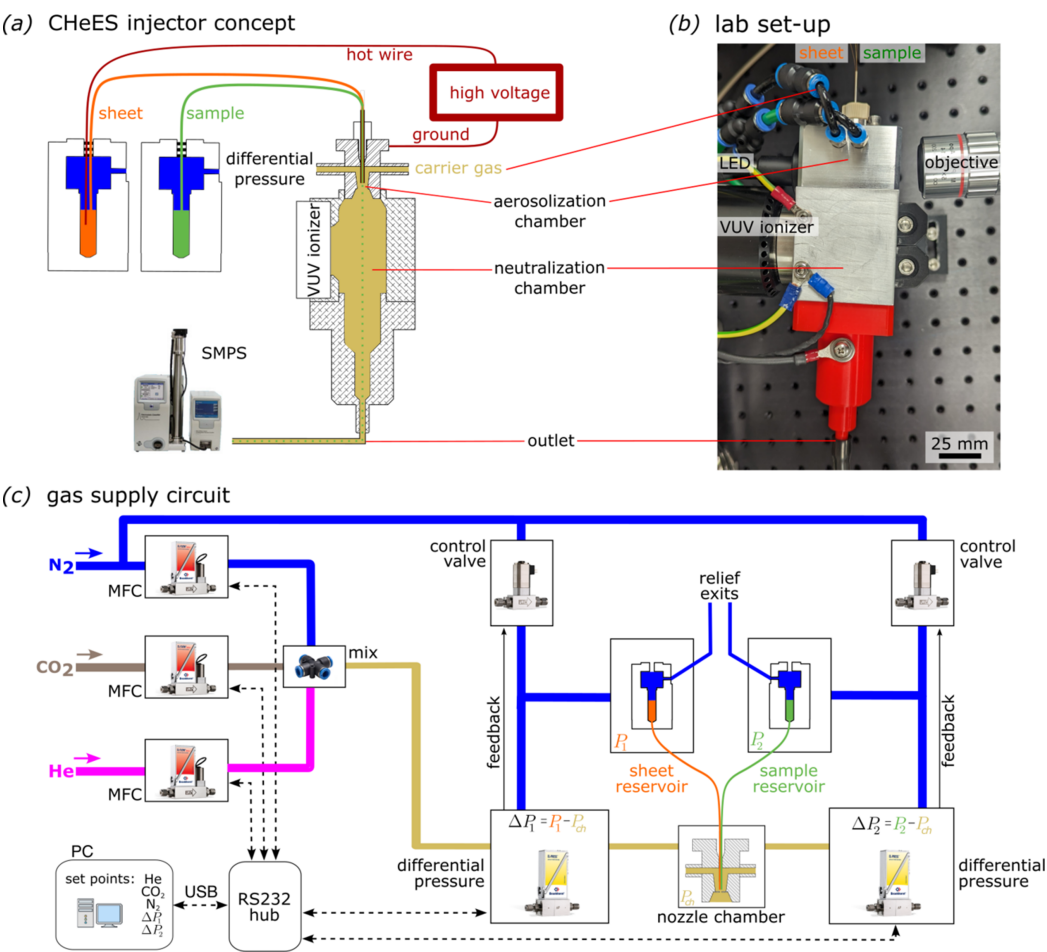 (a) CHeES injector concept
hot wire
high voltage
sheet
sample
ground
differential
pressure
carrier gas
aerosolization
chamber
VUV ionizer
neutralization
chamber
SMPS
outlet
(b) lab set-up
sheet sample
LED
objective
VUV ionizer
25 mm
(c) gas supply circuit
N2
MFC
CO2
MFC
He
MFC
mix
control
valve
relief
exits
control
valve
feedback
P1
sheet
reservoir
P2
sample
reservoir
feedback
ΔP1 = P1 − Pch
differential
pressure
Pch
nozzle chamber
ΔP2 = P2 − Pch
differential
pressure
PC
set points: He
CO2
N2
ΔP1
ΔP2
USB
RS232
hub